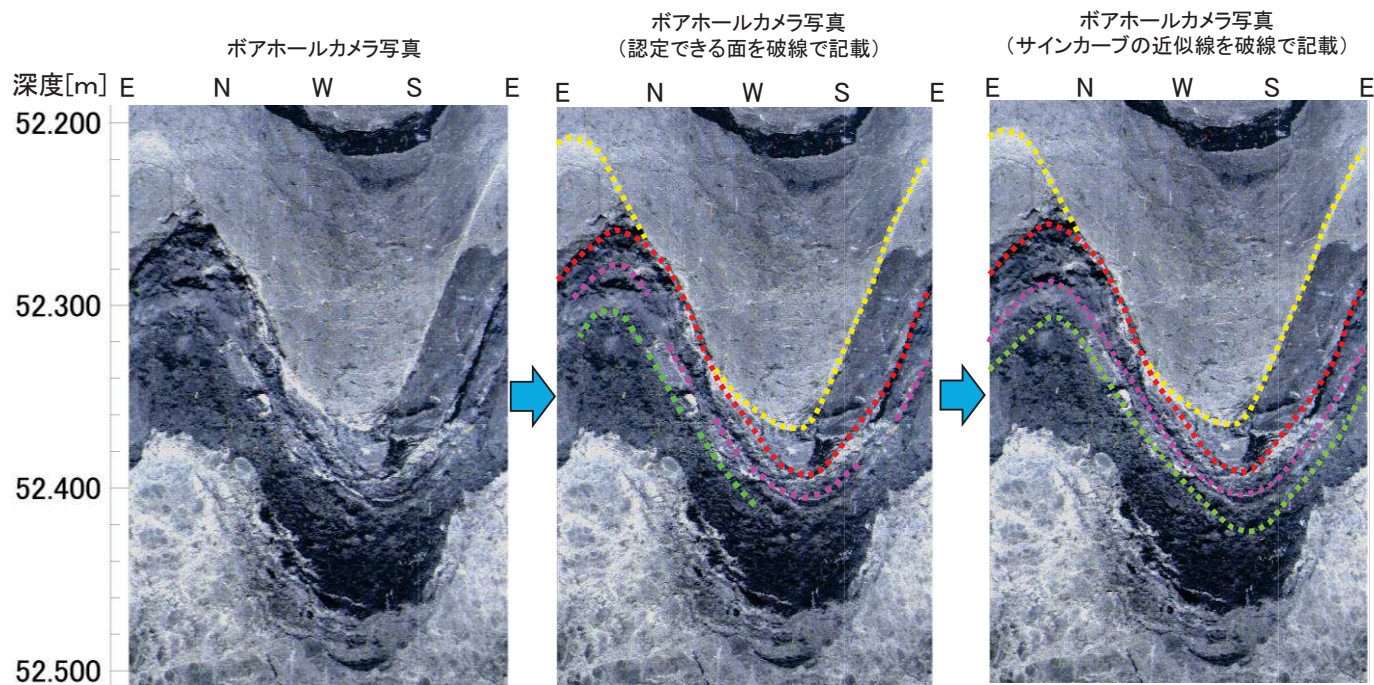 ボアホールカメラ写真
ボアホールカメラ写真
(認定できる面を破線で記載)
ボアホールカメラ写真
(サインカーブの近似線を破線で記載)
深度[m] E N W S E
E N W S E
E N W S E
52.200
52.300
52.400
52.500